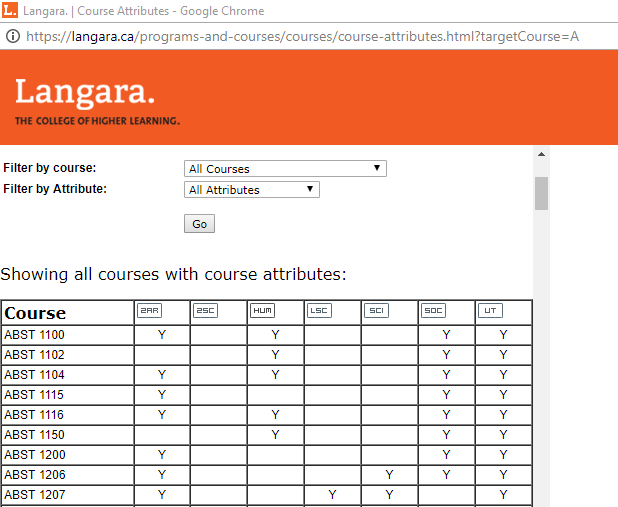 L. Langara. | Course Attributes - Google Chrome
https://langara.ca/programs-and-courses/courses/course-attributes.html?targetCourse=A
Langara.
THE COLLEGE OF HIGHER LEARNING.
Filter by course: All Courses
Filter by Attribute: All Attributes
Go
Showing all courses with course attributes:
Course 2AR 2SC HUM LSC SCI SOC UT
ABST 1100 Y Y Y Y
ABST 1102 Y Y Y
ABST 1104 Y Y Y Y
ABST 1115 Y Y Y
ABST 1116 Y Y Y Y
ABST 1150 Y Y Y
ABST 1200 Y Y Y
ABST 1206 Y Y Y Y
ABST 1207 Y Y Y Y